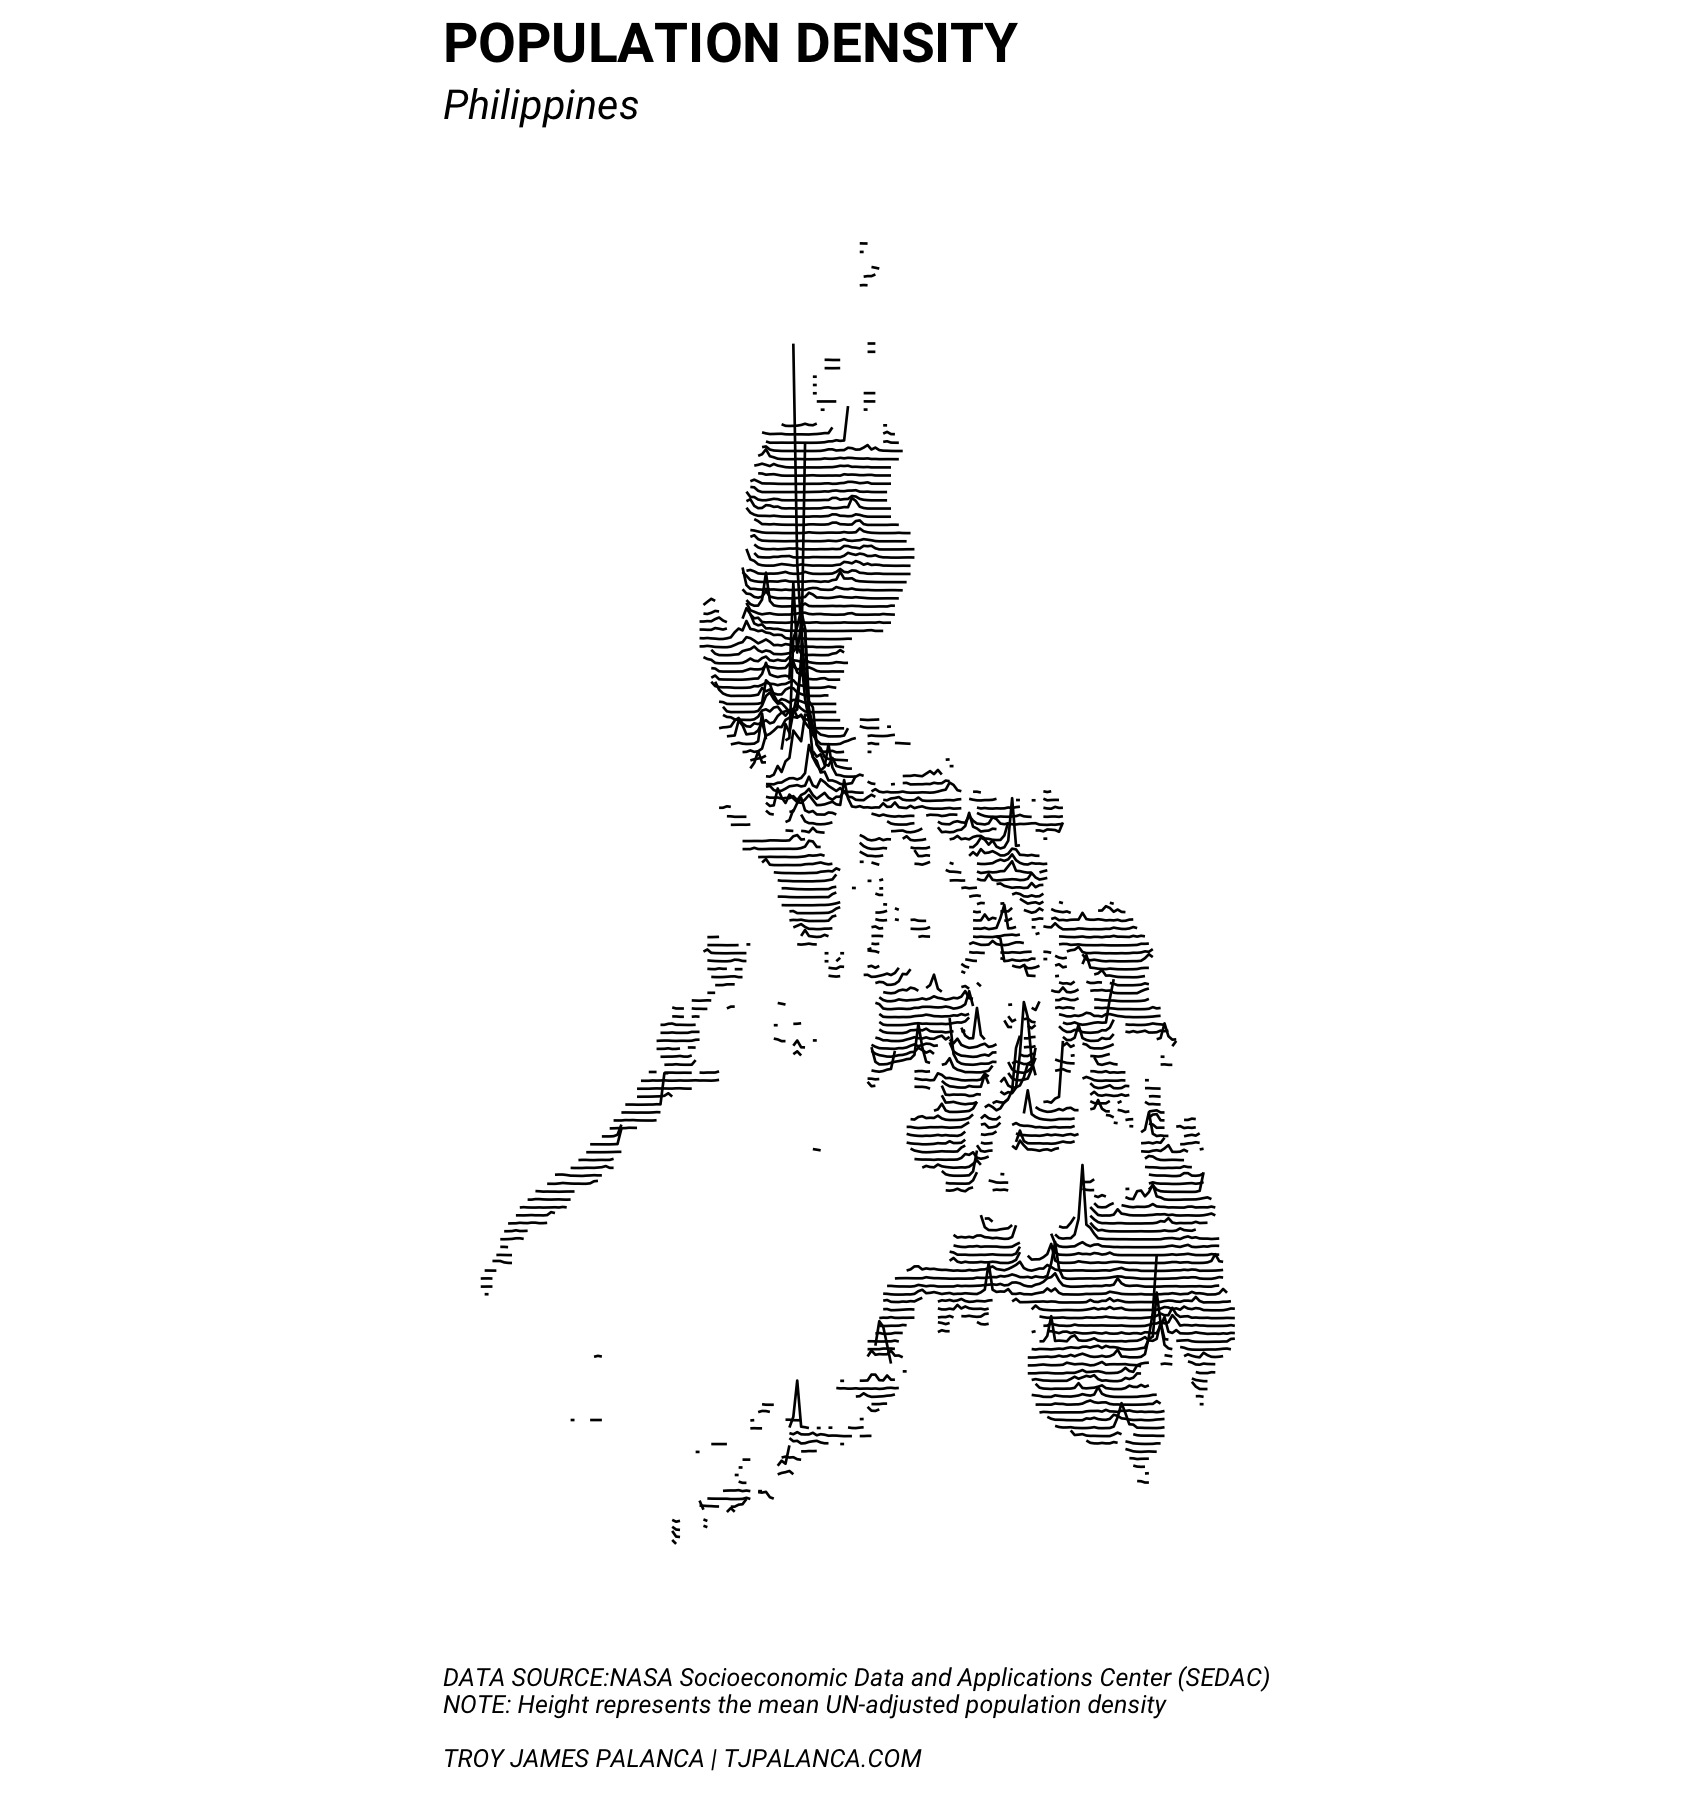 POPULATION DENSITY
Philippines
DATA SOURCE:NASA Socioeconomic Data and Applications Center (SEDAC)
NOTE: Height represents the mean UN-adjusted population density
TROY JAMES PALANCA | TJPALANCA.COM